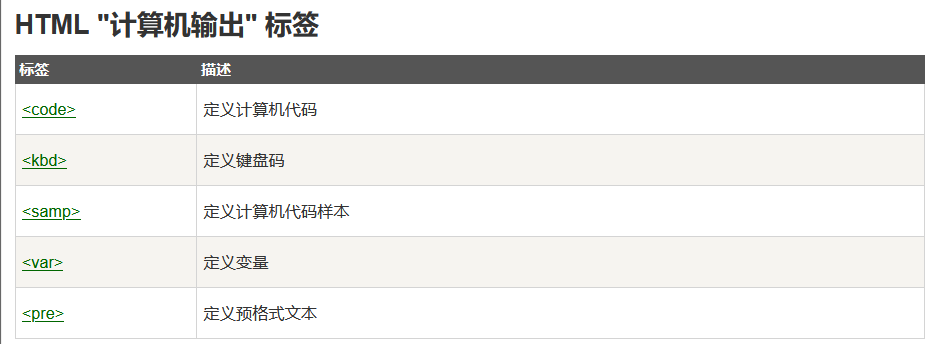 HTML "计算机输出" 标签
标签 描述
<code> 定义计算机代码
<kbd> 定义键盘码
<samp> 定义计算机代码样本
<var> 定义变量
<pre> 定义预格式文本